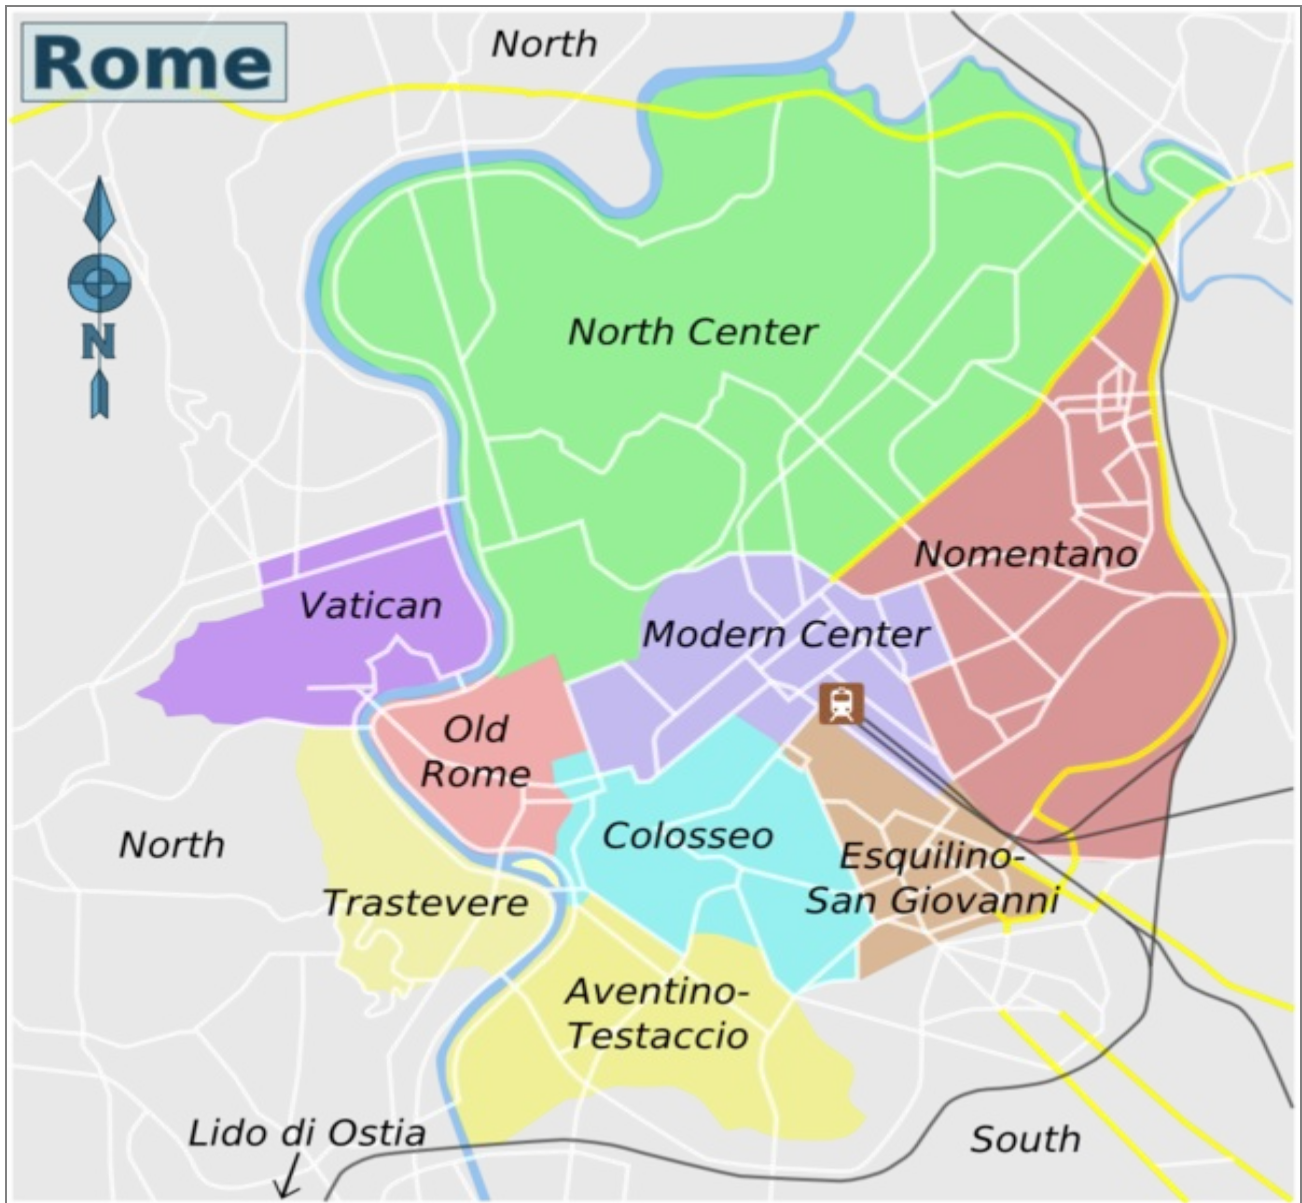 Rome
North
N
North Center
Nomentano
Vatican
Modern Center
Old
Rome
Colosseo
North
Esquilino-
San Giovanni
Trastevere
Aventino-
Testaccio
Lido di Ostia
South